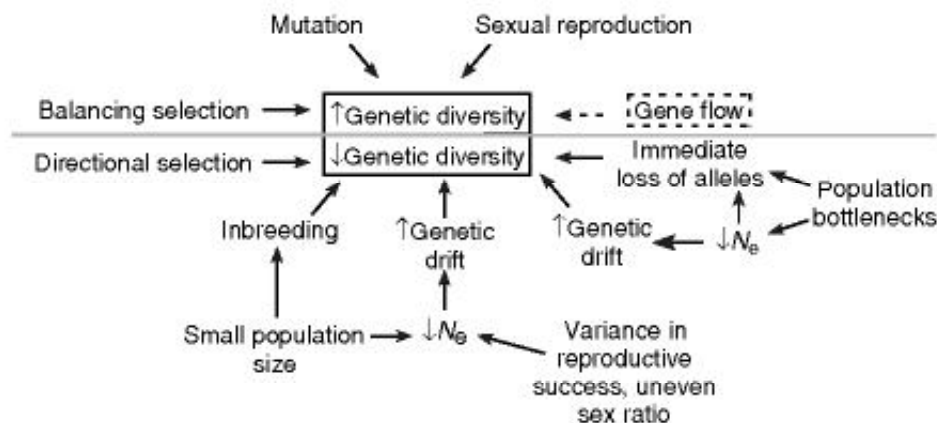 Mutation
Sexual reproduction
Balancing selection
↑Genetic diversity
Gene flow
Directional selection
↓Genetic diversity
Immediate
loss of alleles
Population
bottlenecks
Inbreeding
↑Genetic
drift
↑Genetic
drift
↓Ne
Small population
size
↓Ne
Variance in
reproductive
success, uneven
sex ratio